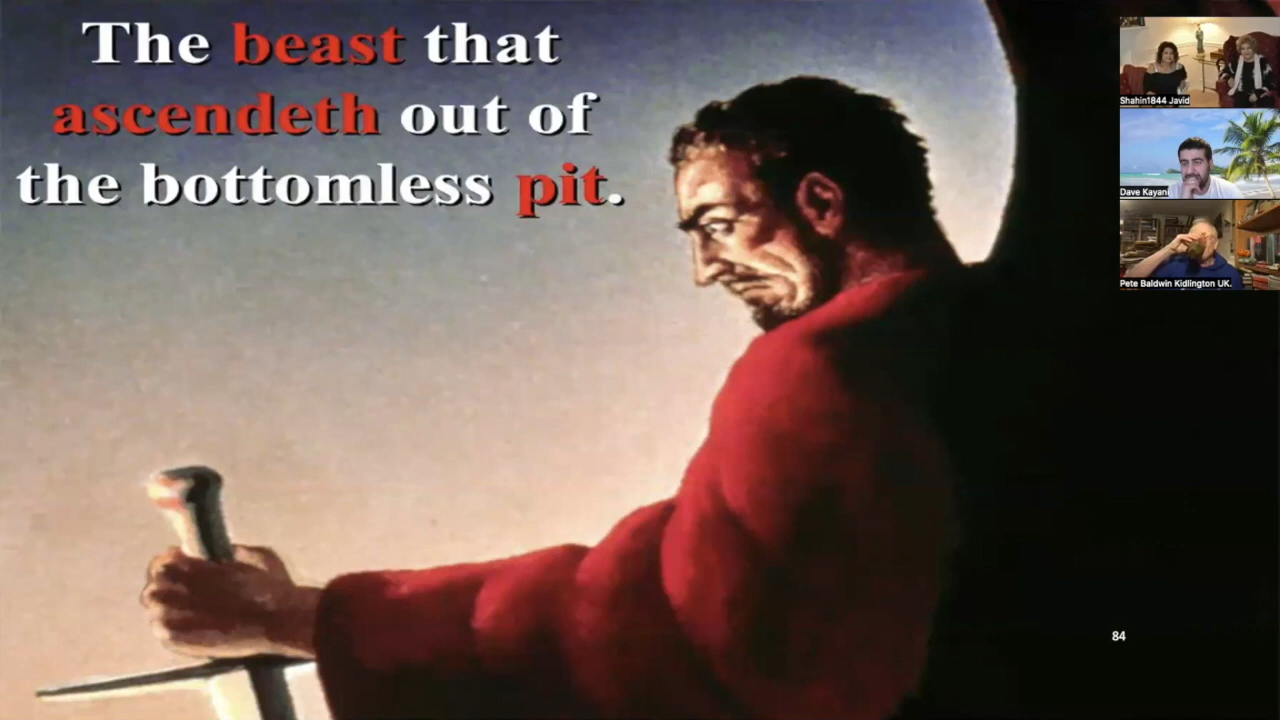 The beast that
ascendeth out of
the bottomless pit.
Shahin1844 Javid
Dave Kayani
Pete Baldwin Kidlington UK.
84